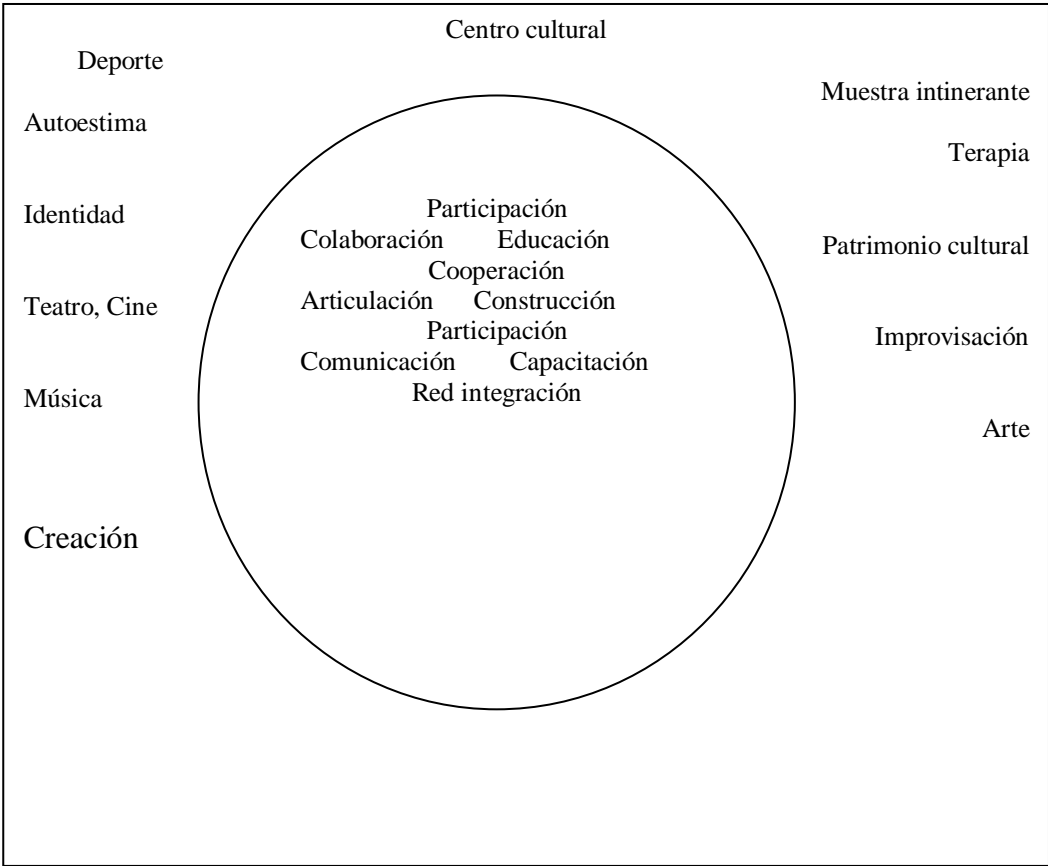 Centro cultural
Deporte
Muestra intinerante
Autoestima
Terapia
Participación
Identidad
Colaboración Educación
Patrimonio cultural
Cooperación
Articulación Construcción
Teatro, Cine
Participación
Improvisación
Comunicación Capacitación
Red integración
Música
Arte
Creación